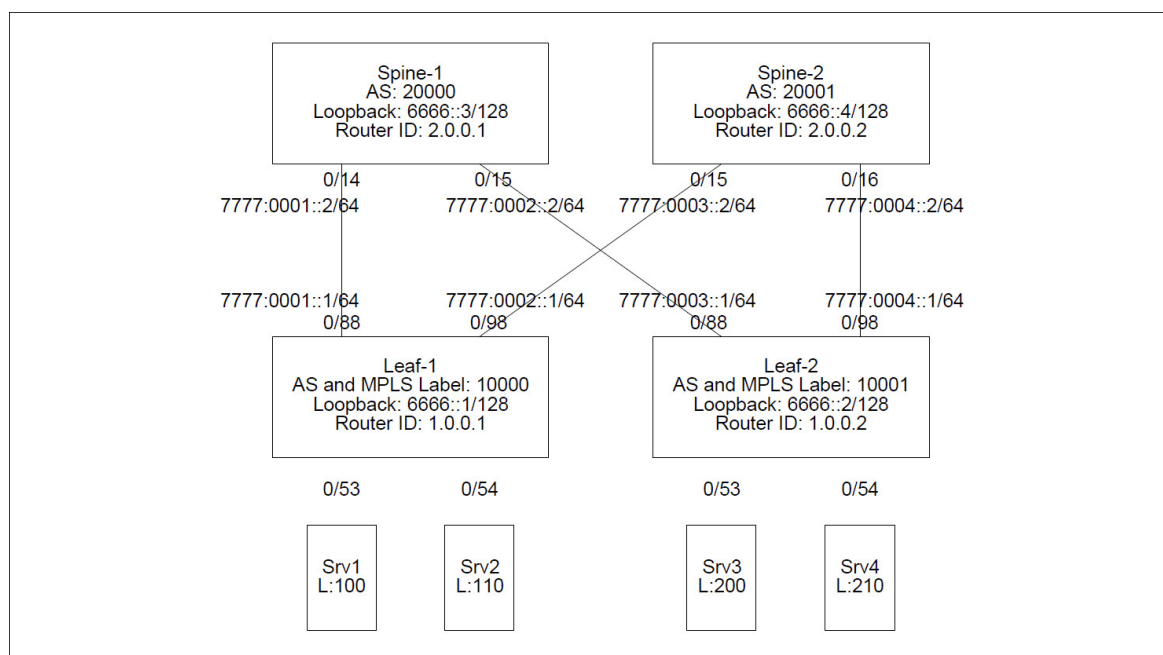 Spine-1
AS: 20000
Loopback: 6666::3/128
Router ID: 2.0.0.1
Spine-2
AS: 20001
Loopback: 6666::4/128
Router ID: 2.0.0.2
0/14 0/15 0/15 0/16
7777:0001::2/64 7777:0002::2/64 7777:0003::2/64 7777:0004::2/64
7777:0001::1/64 7777:0002::1/64 7777:0003::1/64 7777:0004::1/64
0/88 0/98 0/88 0/98
Leaf-1
AS and MPLS Label: 10000
Loopback: 6666::1/128
Router ID: 1.0.0.1
Leaf-2
AS and MPLS Label: 10001
Loopback: 6666::2/128
Router ID: 1.0.0.2
0/53 0/54 0/53 0/54
Srv1
L:100
Srv2
L:110
Srv3
L:200
Srv4
L:210